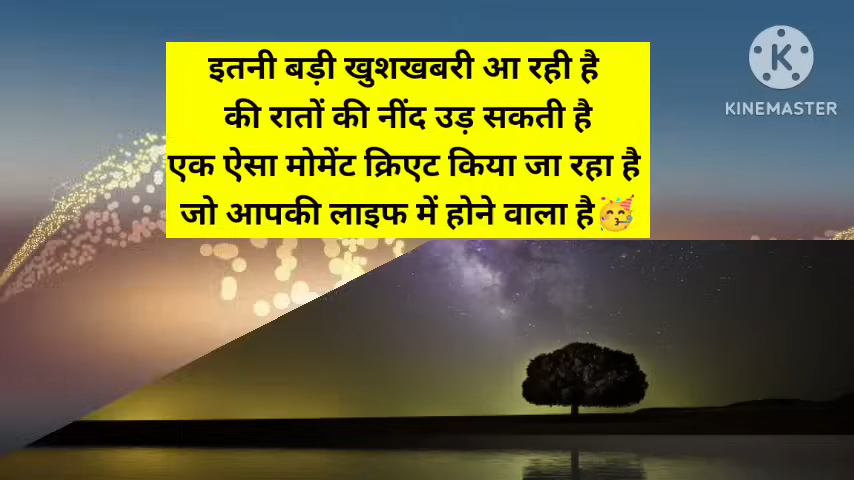 इतनी बड़ी खुशखबरी आ रही है
की रातों की नींद उड़ सकती है
एक ऐसा मोमेंट क्रिएट किया जा रहा है
जो आपकी लाइफ में होने वाला है🥳
K
KINEMASTER